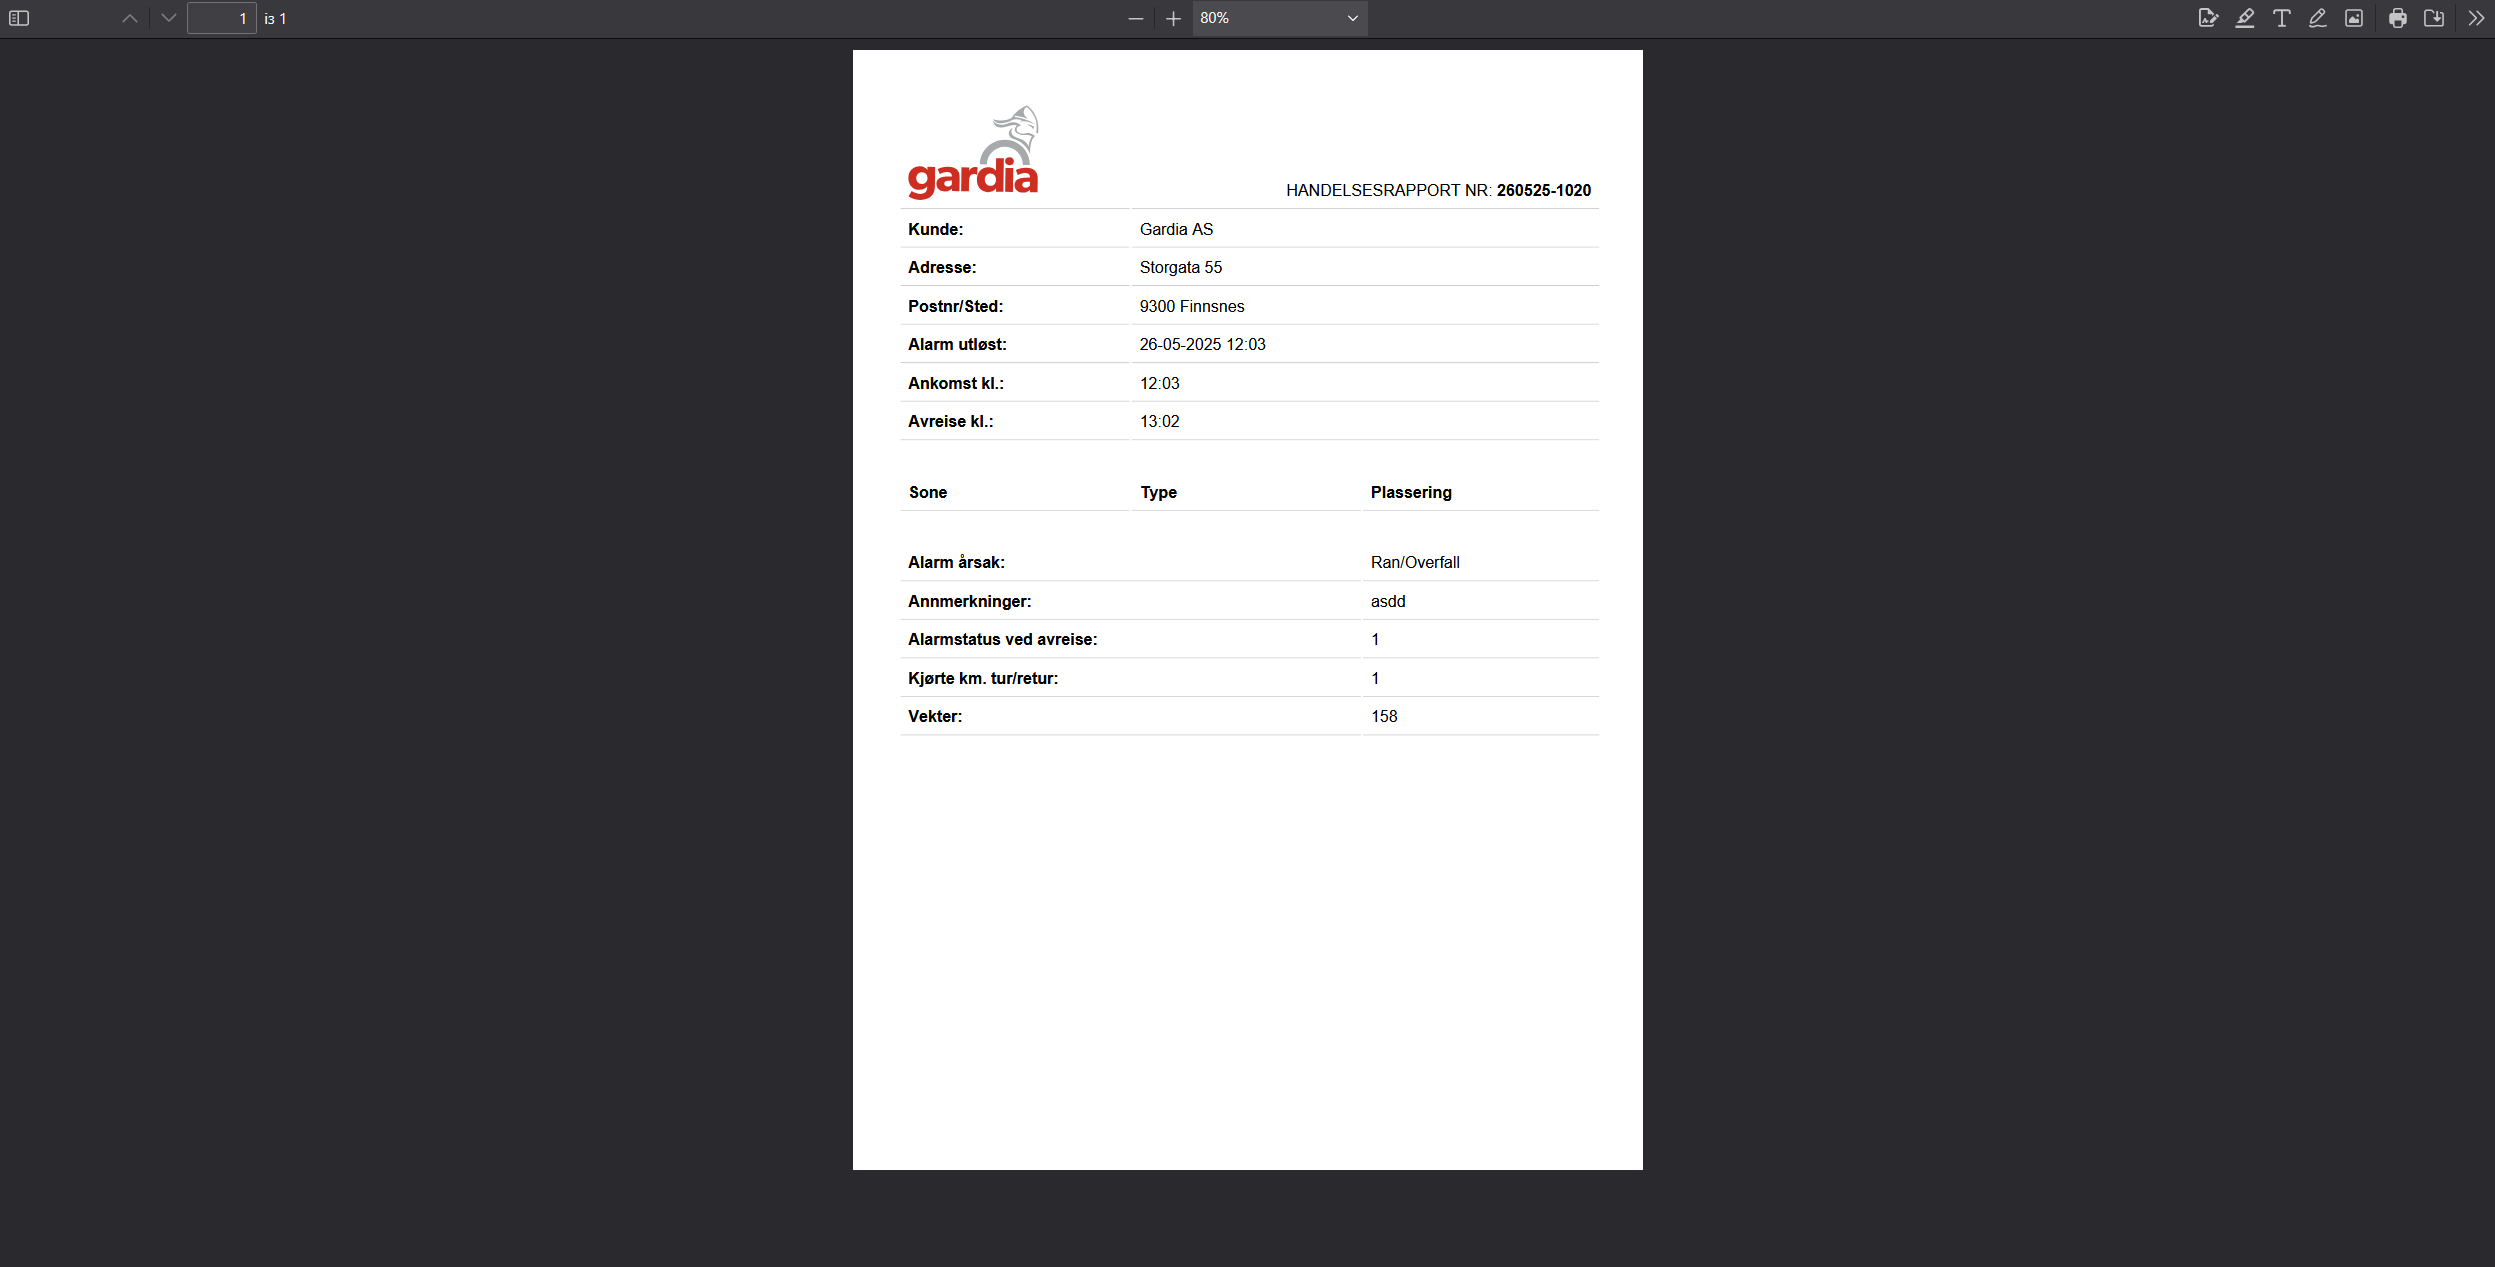 1 із 1
80%
gardia
HANDELSESRAPPORT NR: 260525-1020
Kunde: Gardia AS
Adresse: Storgata 55
Postnr/Sted: 9300 Finnsnes
Alarm utløst: 26-05-2025 12:03
Ankomst kl.: 12:03
Avreise kl.: 13:02
Sone Type Plassering
Alarm årsak: Ran/Overfall
Annmerkninger: asdd
Alarmstatus ved avreise: 1
Kjørte km. tur/retur: 1
Vekter: 158